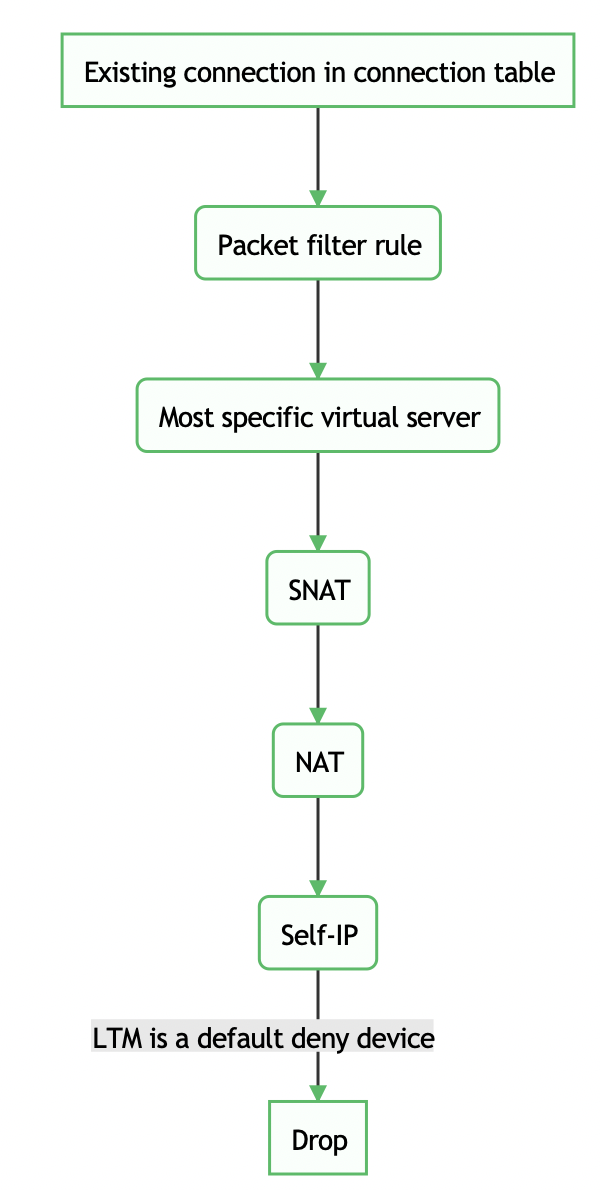 Existing connection in connection table
Packet filter rule
Most specific virtual server
SNAT
NAT
Self-IP
LTM is a default deny device
Drop